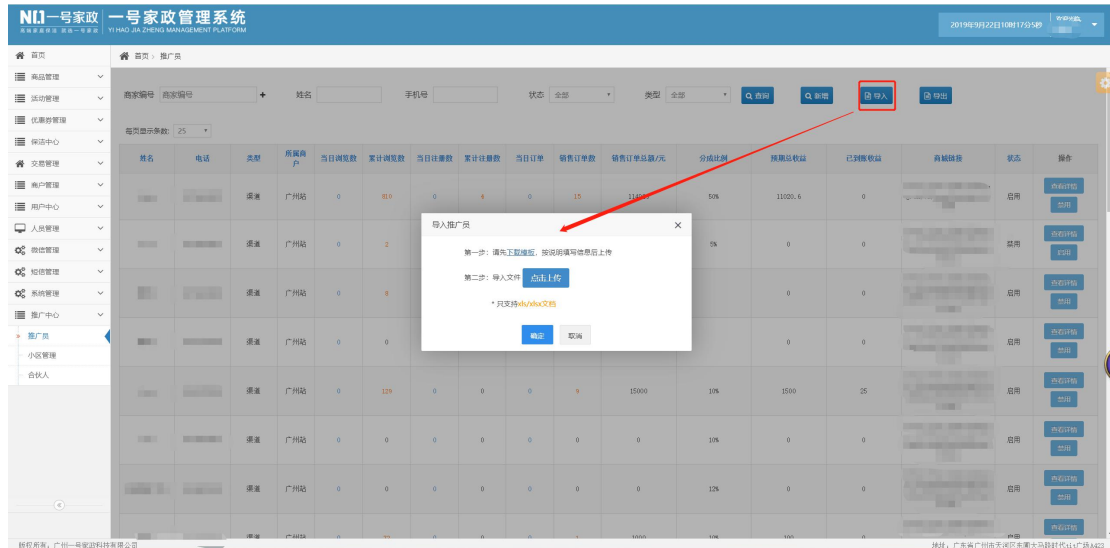 NO.1一号家政 一号家政管理系统
YI HAO JIA ZHENG MANAGEMENT PLATFORM
2019年9月22日10时17分5秒
首页
首页 > 推广员
商品管理
活动管理
优惠券管理
保洁中心
交易管理
商户管理
用户中心
人员管理
微信管理
短信管理
系统管理
推广中心
推广员
小区管理
合伙人
商家编号 商家编号 + 姓名 手机号 状态 全部 类型 全部 查询 新增 导入 导出
每页显示条数: 25
姓名 电话 类型 所属商户 当日浏览数 累计浏览数 当日注册数 累计注册数 当日订单 销售订单数 销售订单总额/元 分成比例 预期总收益 已到账收益 商城链接 状态 操作
渠道 广州站 0 819 0 4 0 15 50% 11020.6 0 启用 查看详情 禁用
渠道 广州站 0 2 5% 0 0 禁用 查看详情 启用
渠道 广州站 0 0 0 启用 查看详情 禁用
渠道 广州站 0 0 0 0 启用 查看详情 禁用
渠道 广州站 0 129 0 0 0 9 15000 10% 1500 25 启用 查看详情 禁用
渠道 广州站 0 0 0 0 0 0 0 10% 0 0 启用 查看详情 禁用
渠道 广州站 0 0 0 0 0 0 0 12% 0 0 启用 查看详情 禁用
查看详情
导入推广员 ×
第一步：请先下载模板，按说明填写信息后上传
第二步：导入文件 点击上传
* 只支持xls/xlsx文档
确定 取消
版权所有：广州一号家政科技有限公司